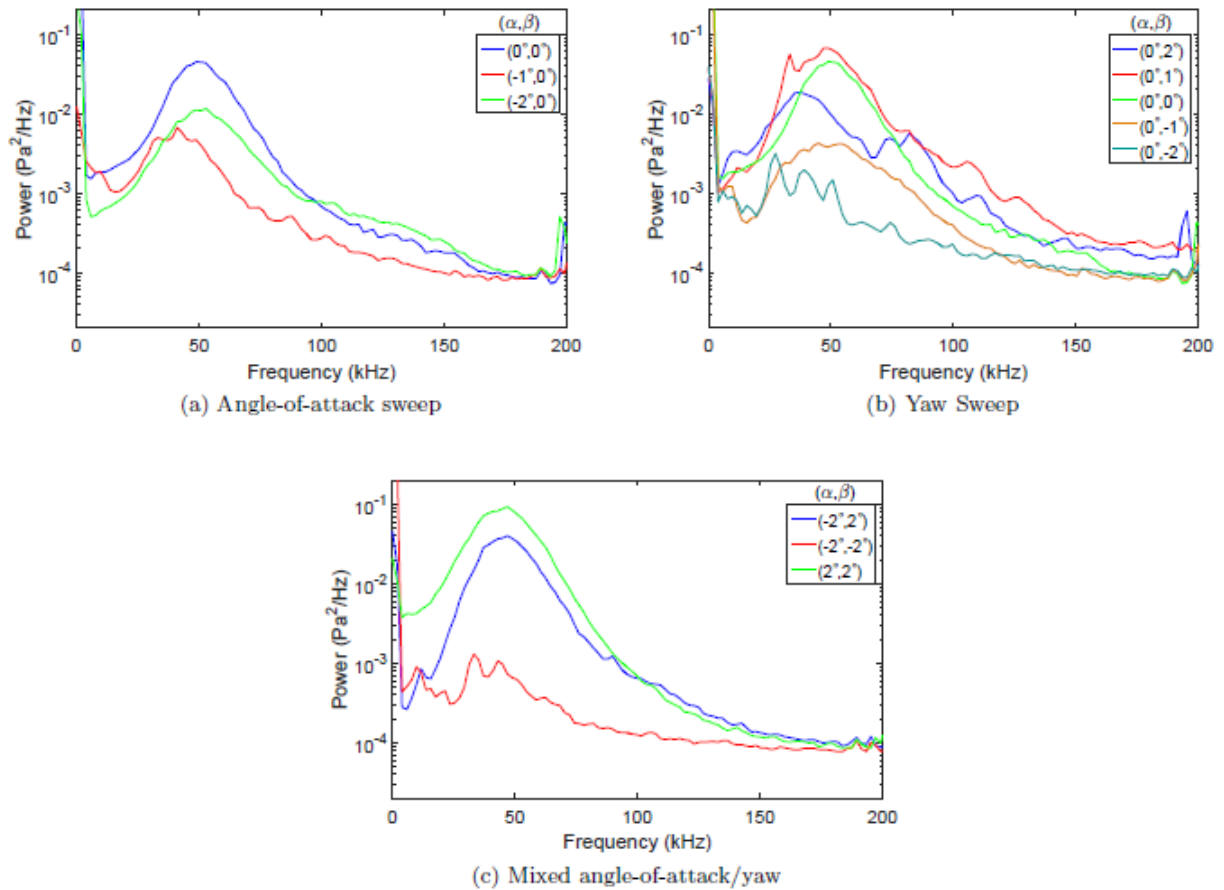 (α,β)
10⁻¹
10⁻²
10⁻³
10⁻⁴
Power (Pa²/Hz)
(0°,0°)
(-1°,0°)
(-2°,0°)
0 50 100 150 200
Frequency (kHz)
(a) Angle-of-attack sweep
(α,β)
10⁻¹
10⁻²
10⁻³
10⁻⁴
Power (Pa²/Hz)
(0°,2°)
(0°,1°)
(0°,0°)
(0°,-1°)
(0°,-2°)
0 50 100 150 200
Frequency (kHz)
(b) Yaw Sweep
(α,β)
10⁻¹
10⁻²
10⁻³
10⁻⁴
Power (Pa²/Hz)
(-2°,2°)
(-2°,-2°)
(2°,2°)
0 50 100 150 200
Frequency (kHz)
(c) Mixed angle-of-attack/yaw